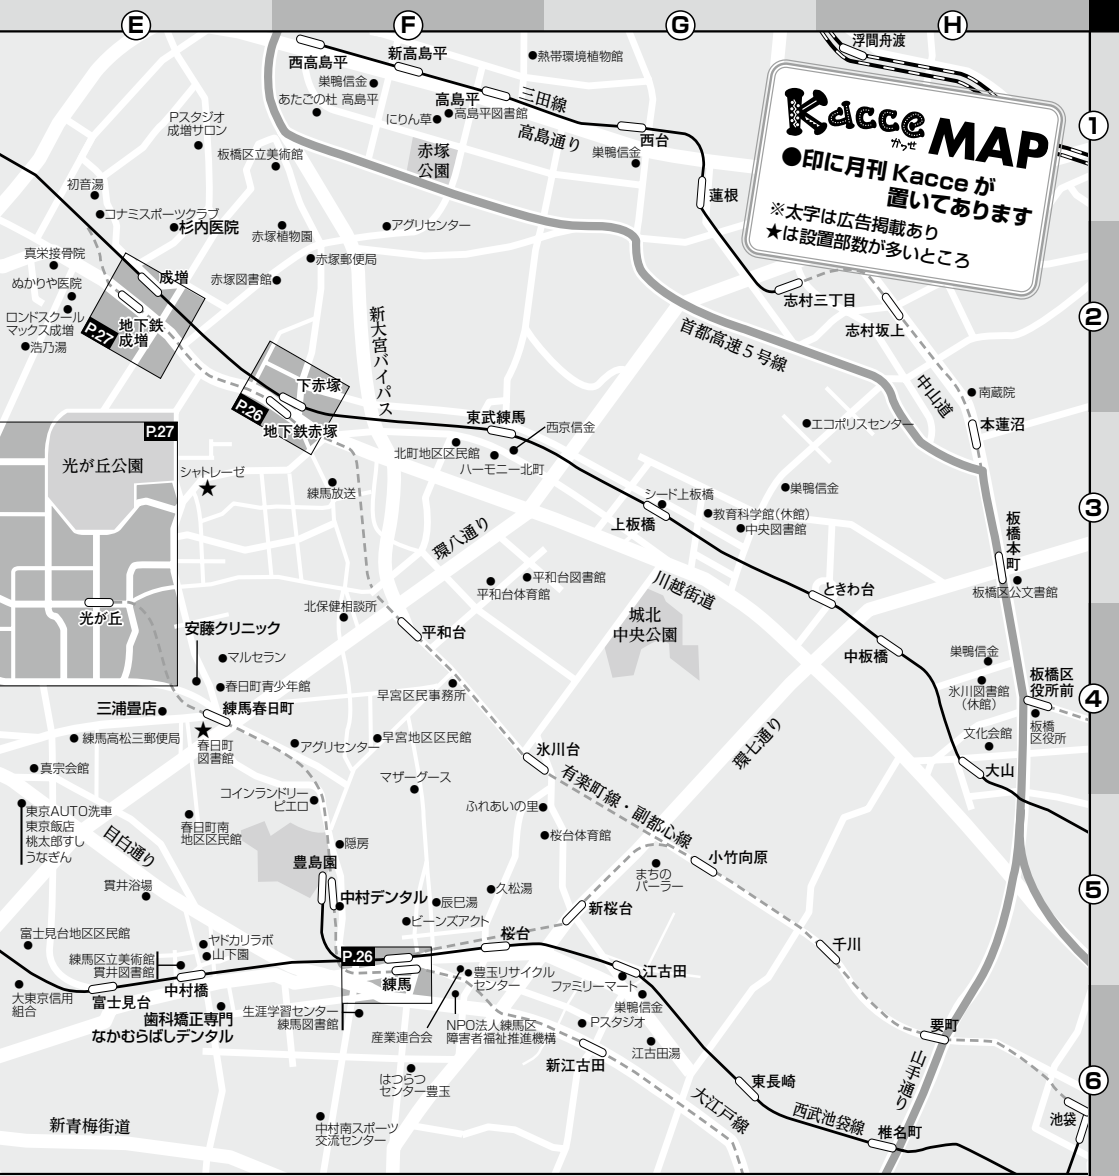 E
F
G
H
①
②
③
④
⑤
⑥
Kacce MAP
かっせ
●印に月刊 Kacce が
置いてあります
※太字は広告掲載あり
★は設置部数が多いところ
浮間舟渡
西高島平
新高島平
●熱帯環境植物館
巣鴨信金●
あたごの杜 高島平
高島平
●高島平図書館
にりん草●
三田線
高島通り
西台
巣鴨信金
蓮根
赤塚
公園
Pスタジオ
成増サロン
板橋区立美術館
初音湯
●コナミスポーツクラブ
●杉内医院
赤塚植物園
●アグリセンター
真栄接骨院
ぬかりや医院
ロンドスクール
マックス成増
●浩乃湯
成増
地下鉄
成増
P.27
●赤塚郵便局
赤塚図書館●
新大宮バイパス
志村三丁目
志村坂上
首都高速5号線
中山道
●南蔵院
本蓮沼
●エコポリスセンター
下赤塚
P.26
地下鉄赤塚
東武練馬
西京信金
北町地区区民館
ハーモニー北町
P.27
光が丘公園
シャトレーゼ
★
練馬放送
●巣鴨信金
シード上板橋
●教育科学館(休館)
●中央図書館
上板橋
環八通り
板橋本町
●平和台図書館
平和台体育館
川越街道
ときわ台
板橋区公文書館
光が丘
北保健相談所
平和台
城北
中央公園
中板橋
安藤クリニック
●マルセラン
●春日町青少年館
三浦畳店●
練馬春日町
早宮区民事務所
巣鴨信金
氷川図書館
(休館)
板橋区
役所前
板橋
区役所
文化会館
大山
●練馬高松三郵便局
★
春日町
図書館
●アグリセンター
●早宮地区区民館
氷川台
環七通り
●真宗会館
マザーグース
有楽町線・副都心線
コインランドリー
ピエロ
ふれあいの里●
●東京AUTO洗車
東京飯店
桃太郎すし
うなぎん
春日町南
地区区民館
●桜台体育館
目白通り
●隠房
豊島園
まちの
パーラー
小竹向原
貫井浴場
●中村デンタル
●久松湯
●辰巳湯
●ビーンズアクト
新桜台
富士見台地区区民館
●ヤドカリラボ
●山下園
練馬区立美術館
貫井図書館
桜台
千川
P.26
練馬
●豊玉リサイクル
センター
江古田
ファミリーマート
大東京信用
組合
富士見台
中村橋
歯科矯正専門
なかむらばしデンタル
生涯学習センター
練馬図書館
産業連合会
NPO法人練馬区
障害者福祉推進機構
巣鴨信金
●Pスタジオ
江古田湯
新江古田
要町
はつらつ
センター豊玉
東長崎
山手通り
大江戸線
西武池袋線
椎名町
池袋
新青梅街道
中村南スポーツ
交流センター